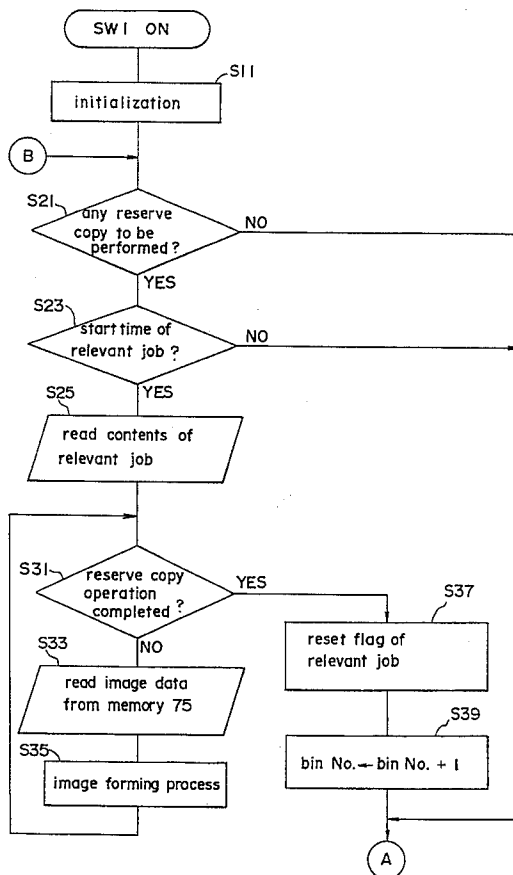 SW1 ON
S11
initialization
B
S21
any reserve
copy to be
performed?
NO
YES
S23
start time of
relevant job?
NO
YES
S25
read contents of
relevant job
S31
reserve copy
operation
completed?
YES
NO
S33
read image data
from memory 75
S35
image forming process
S37
reset flag of
relevant job
S39
bin No. ← bin No. + 1
A